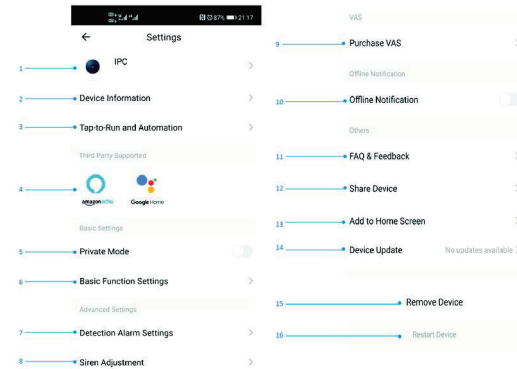 87% 21:17
Settings
1 IPC
2 Device Information
3 Tap-to-Run and Automation
Third Party Supported
4
amazon echo Google Home
Basic Settings
5 Private Mode
6 Basic Function Settings
Advanced Settings
7 Detection Alarm Settings
8 Siren Adjustment
VAS
9 Purchase VAS
Offline Notification
10 Offline Notification
Others
11 FAQ & Feedback
12 Share Device
13 Add to Home Screen
14 Device Update No updates available
15 Remove Device
16 Restart Device